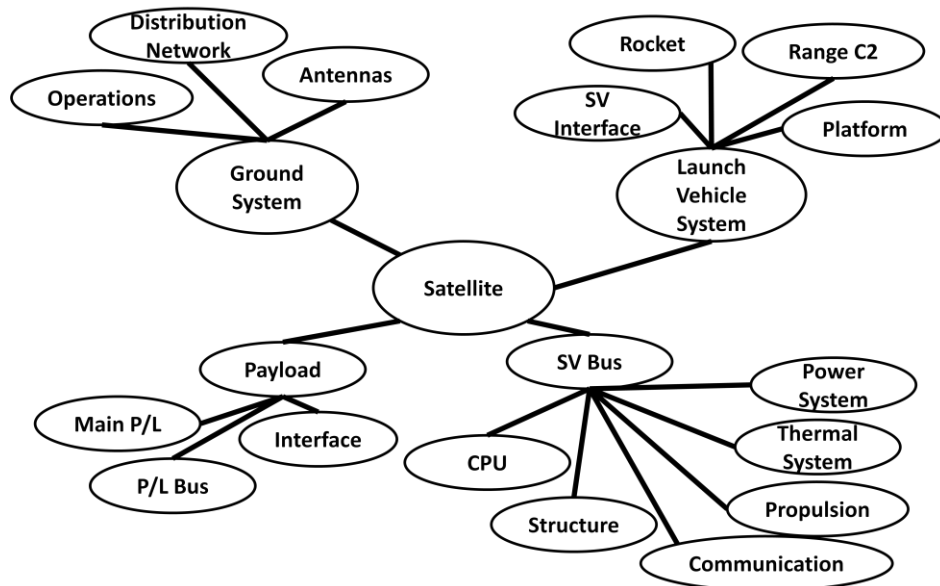 Distribution
Network
Operations
Antennas
Ground
System
Rocket
Range C2
SV
Interface
Platform
Launch
Vehicle
System
Satellite
Payload
Main P/L
Interface
P/L Bus
SV Bus
Power
System
CPU
Thermal
System
Structure
Propulsion
Communication